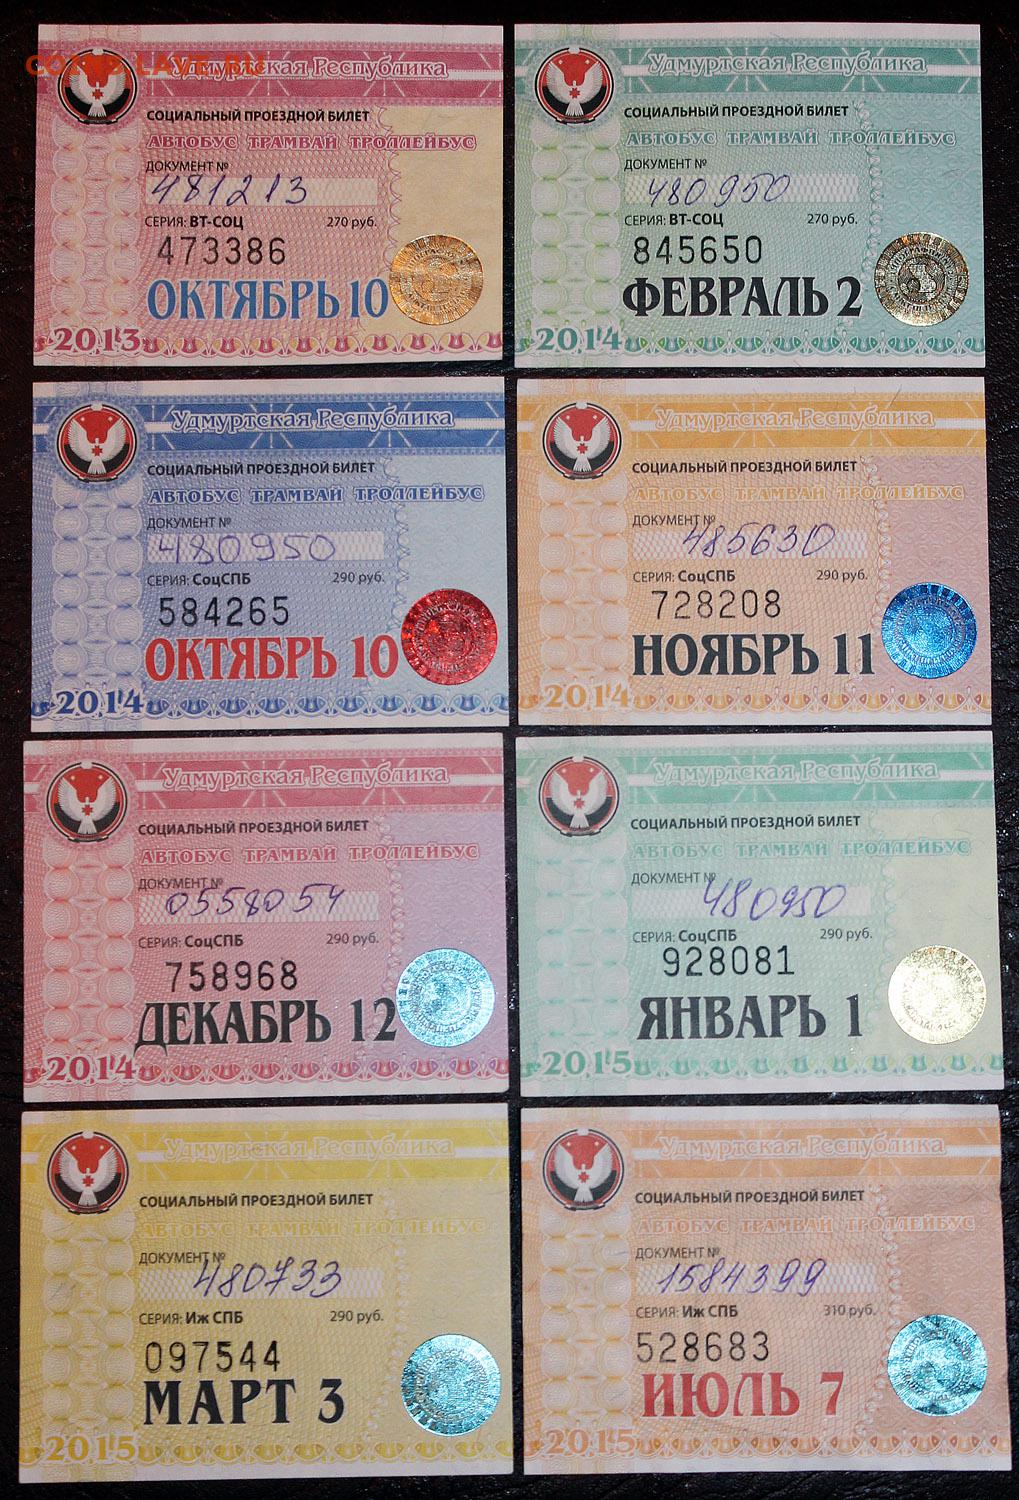 COINS.LAVE.RU
Удмуртская Республика
СОЦИАЛЬНЫЙ ПРОЕЗДНОЙ БИЛЕТ
АВТОБУС ТРАМВАЙ ТРОЛЛЕЙБУС
ДОКУМЕНТ №
481213
СЕРИЯ: ВТ-СОЦ 270 руб.
473386
ОКТЯБРЬ 10
2013
Удмуртская Республика
СОЦИАЛЬНЫЙ ПРОЕЗДНОЙ БИЛЕТ
АВТОБУС ТРАМВАЙ ТРОЛЛЕЙБУС
ДОКУМЕНТ №
480950
СЕРИЯ: ВТ-СОЦ 270 руб.
845650
ФЕВРАЛЬ 2
2014
Удмуртская Республика
СОЦИАЛЬНЫЙ ПРОЕЗДНОЙ БИЛЕТ
АВТОБУС ТРАМВАЙ ТРОЛЛЕЙБУС
ДОКУМЕНТ №
480950
СЕРИЯ: СоцСПБ 290 руб.
584265
ОКТЯБРЬ 10
2014
Удмуртская Республика
СОЦИАЛЬНЫЙ ПРОЕЗДНОЙ БИЛЕТ
АВТОБУС ТРАМВАЙ ТРОЛЛЕЙБУС
ДОКУМЕНТ №
485630
СЕРИЯ: СоцСПБ 290 руб.
728208
НОЯБРЬ 11
2014
Удмуртская Республика
СОЦИАЛЬНЫЙ ПРОЕЗДНОЙ БИЛЕТ
АВТОБУС ТРАМВАЙ ТРОЛЛЕЙБУС
ДОКУМЕНТ №
0558054
СЕРИЯ: СоцСПБ 290 руб.
758968
ДЕКАБРЬ 12
2014
Удмуртская Республика
СОЦИАЛЬНЫЙ ПРОЕЗДНОЙ БИЛЕТ
АВТОБУС ТРАМВАЙ ТРОЛЛЕЙБУС
ДОКУМЕНТ №
480950
СЕРИЯ: СоцСПБ 290 руб.
928081
ЯНВАРЬ 1
2015
Удмуртская Республика
СОЦИАЛЬНЫЙ ПРОЕЗДНОЙ БИЛЕТ
АВТОБУС ТРАМВАЙ ТРОЛЛЕЙБУС
ДОКУМЕНТ №
480733
СЕРИЯ: Иж СПБ 290 руб.
097544
МАРТ 3
2015
Удмуртская Республика
СОЦИАЛЬНЫЙ ПРОЕЗДНОЙ БИЛЕТ
АВТОБУС ТРАМВАЙ ТРОЛЛЕЙБУС
ДОКУМЕНТ №
1584399
СЕРИЯ: Иж СПБ 310 руб.
528683
ИЮЛЬ 7
2015